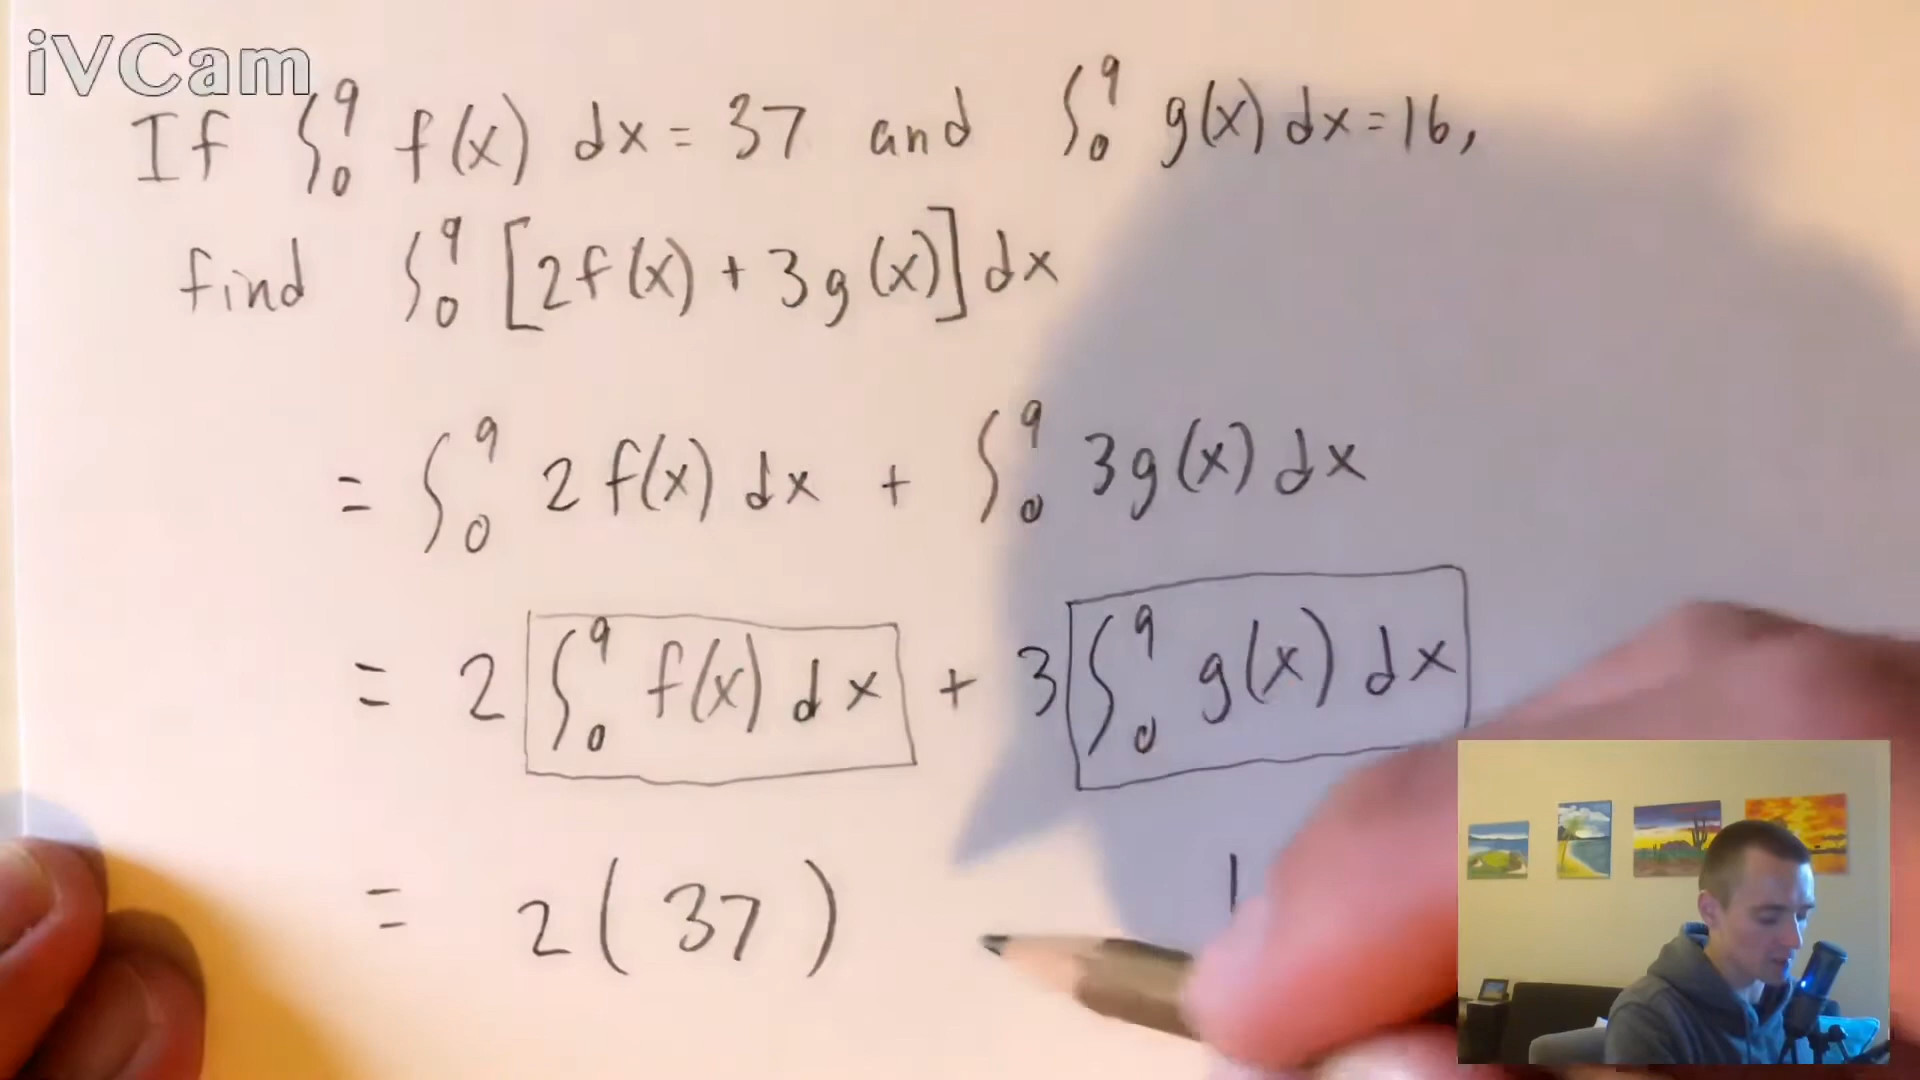 iVCam
If ∫₀⁹ f(x) dx = 37 and ∫₀⁹ g(x) dx = 16,
find ∫₀⁹ [2f(x) + 3g(x)] dx
= ∫₀⁹ 2 f(x) dx + ∫₀⁹ 3g(x) dx
= 2 ∫₀⁹ f(x) dx + 3 ∫₀⁹ g(x) dx
= 2 ( 37 )